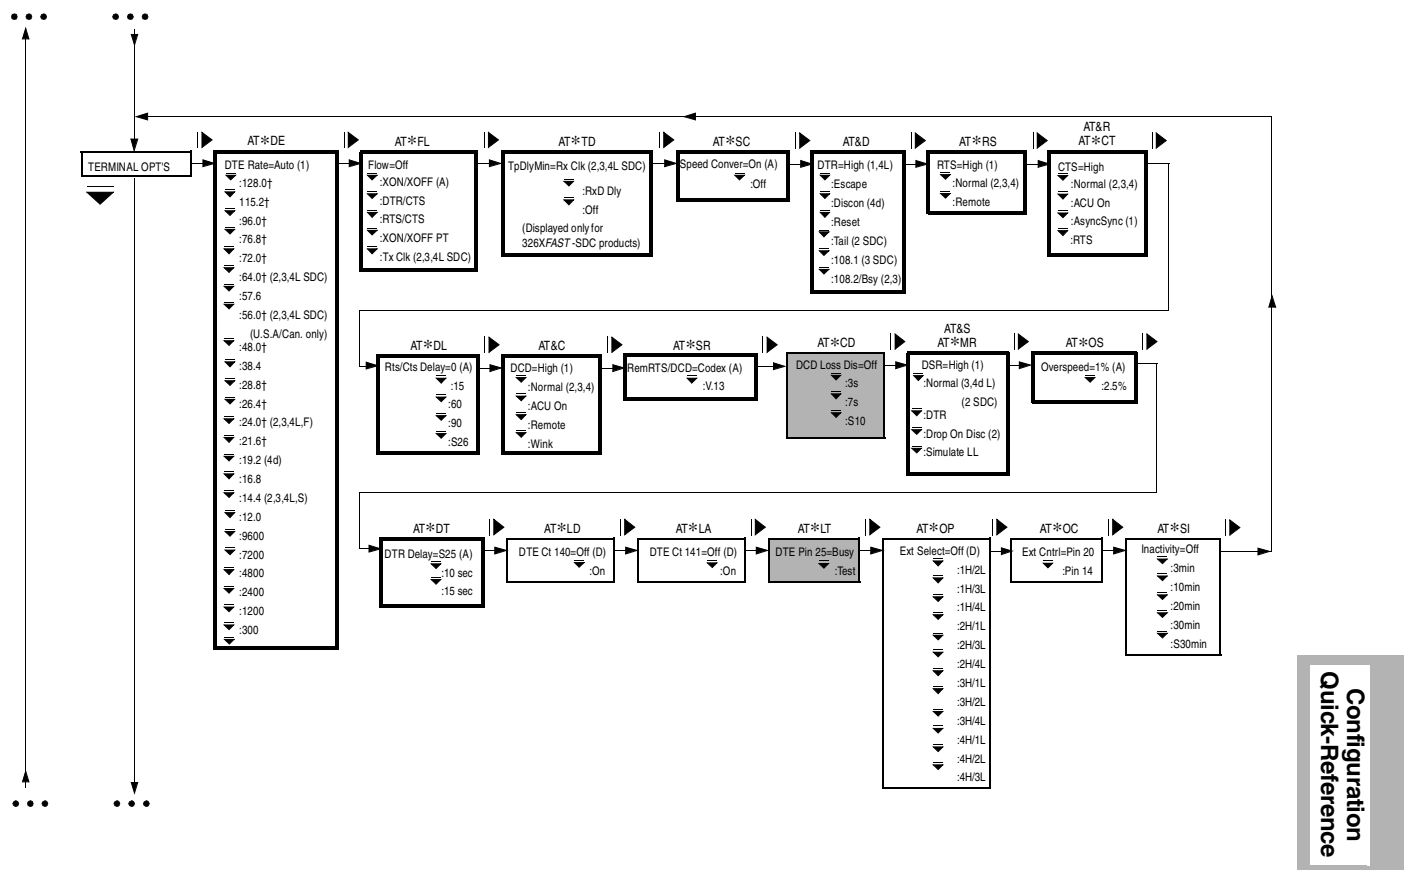 AT*DE
AT*FL
AT*TD
AT*SC
AT&D
AT*RS
AT&R
AT*CT
TERMINAL OPT'S
DTE Rate=Auto (1)
:128.0†
115.2†
:96.0†
:76.8†
:72.0†
:64.0† (2,3,4L SDC)
:57.6
:56.0† (2,3,4L SDC)
(U.S.A/Can. only)
:48.0†
:38.4
:28.8†
:26.4†
:24.0† (2,3,4L,F)
:21.6†
:19.2 (4d)
:16.8
:14.4 (2,3,4L,S)
:12.0
:9600
:7200
:4800
:2400
:1200
:300
Flow=Off
:XON/XOFF (A)
:DTR/CTS
:RTS/CTS
:XON/XOFF PT
:Tx Clk (2,3,4L SDC)
TpDlyMin=Rx Clk (2,3,4L SDC)
:RxD Dly
:Off
(Displayed only for
326XFAST -SDC products)
Speed Conver=On (A)
:Off
DTR=High (1,4L)
:Escape
:Discon (4d)
:Reset
:Tail (2 SDC)
:108.1 (3 SDC)
:108.2/Bsy (2,3)
RTS=High (1)
:Normal (2,3,4)
:Remote
CTS=High
:Normal (2,3,4)
:ACU On
:AsyncSync (1)
:RTS
AT*DL
AT&C
AT*SR
AT*CD
AT&S
AT*MR
AT*OS
Rts/Cts Delay=0 (A)
:15
:60
:90
:S26
DCD=High (1)
:Normal (2,3,4)
:ACU On
:Remote
:Wink
RemRTS/DCD=Codex (A)
:V.13
DCD Loss Dis=Off
:3s
:7s
:S10
DSR=High (1)
:Normal (3,4d L)
(2 SDC)
:DTR
:Drop On Disc (2)
:Simulate LL
Overspeed=1% (A)
:2.5%
AT*DT
AT*LD
AT*LA
AT*LT
AT*OP
AT*OC
AT*SI
DTR Delay=S25 (A)
:10 sec
:15 sec
DTE Ct 140=Off (D)
:On
DTE Ct 141=Off (D)
:On
DTE Pin 25=Busy
:Test
Ext Select=Off (D)
:1H/2L
:1H/3L
:1H/4L
:2H/1L
:2H/3L
:2H/4L
:3H/1L
:3H/2L
:3H/4L
:4H/1L
:4H/2L
:4H/3L
Ext Cntrl=Pin 20
:Pin 14
Inactivity=Off
:3min
:10min
:20min
:30min
:S30min
Configuration
Quick-Reference